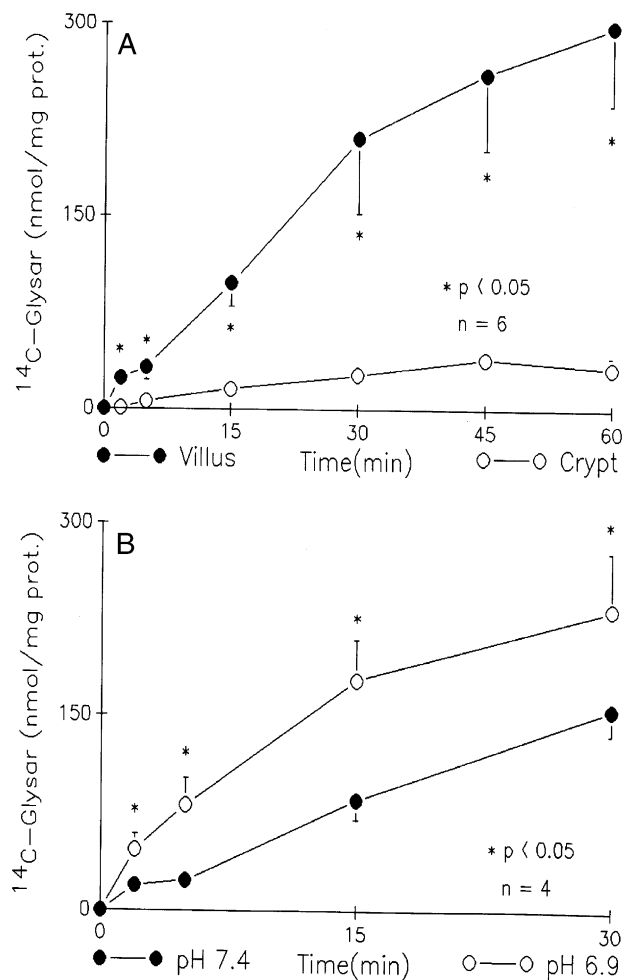 A
300
150
0
¹⁴C-Glysar (nmol/mg prot.)
*
*
*
*
*
*
* p < 0.05
n = 6
15
30
45
60
Villus
Time(min)
Crypt
B
300
150
0
¹⁴C-Glysar (nmol/mg prot.)
*
*
*
*
* p < 0.05
n = 4
0
15
30
pH 7.4
Time(min)
pH 6.9